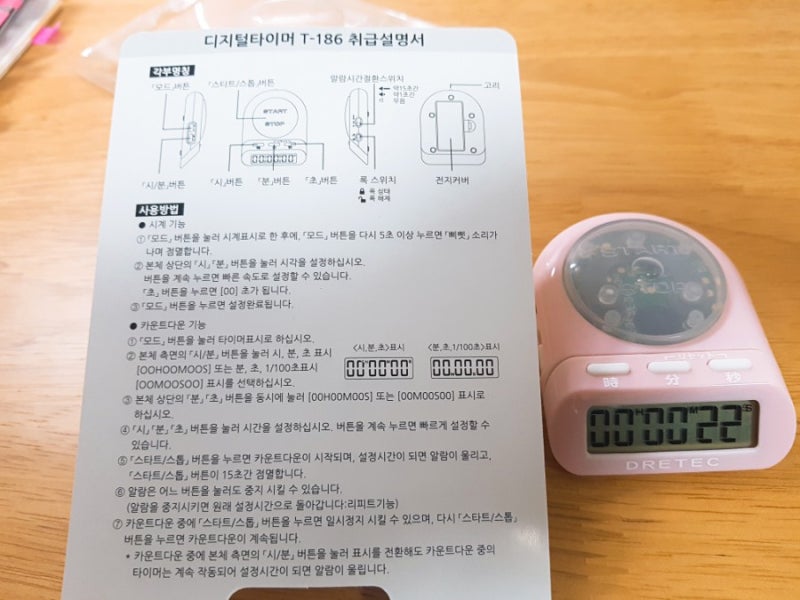 디지털타이머 T-186 취급설명서
각부명칭
「모드」버튼
「스타트/스톱」버튼
알람시간절환스위치
약15초간
약1초간
무음
고리
START
STOP
「시/분」버튼
「시」버튼
「분」버튼
「초」버튼
록 스위치
록 상태
록 해제
전지커버
사용방법
● 시계 기능
①「모드」버튼을 눌러 시계표시로 한 후에, 「모드」버튼을 다시 5초 이상 누르면「삐삣」소리가
나며 점멸합니다.
② 본체 상단의「시」「분」버튼을 눌러 시각을 설정하십시오.
버튼을 계속 누르면 빠른 속도로 설정할 수 있습니다.
「초」버튼을 누르면 [00] 초가 됩니다.
③「모드」버튼을 누르면 설정완료됩니다.
● 카운트다운 기능
①「모드」버튼을 눌러 타이머표시로 하십시오.
② 본체 측면의「시/분」버튼을 눌러 시, 분, 초 표시
[00H00M00S] 또는 분, 초, 1/100초표시
[00M00S00] 표시를 선택하십시오.
<시,분,초>표시
<분,초,1/100초>표시
③ 본체 상단의「분」「초」버튼을 동시에 눌러 [00H00M00S] 또는 [00M00S00] 표시로
하십시오.
④「시」「분」「초」버튼을 눌러 시간을 설정하십시오. 버튼을 계속 누르면 빠르게 설정할 수
있습니다.
⑤「스타트/스톱」버튼을 누르면 카운트다운이 시작되며, 설정시간이 되면 알람이 울리고,
「스타트/스톱」버튼이 15초간 점멸합니다.
⑥ 알람은 어느 버튼을 눌러도 중지 시킬 수 있습니다.
(알람을 중지시키면 원래 설정시간으로 돌아갑니다:리피트기능)
⑦ 카운트다운 중에「스타트/스톱」버튼을 누르면 일시정지 시킬 수 있으며, 다시「스타트/스톱」
버튼을 누르면 카운트다운이 계속됩니다.
* 카운트다운 중에 본체 측면의「시/분」버튼을 눌러 표시를 전환해도 카운트다운 중의
타이머는 계속 작동되어 설정시간이 되면 알람이 울립니다.
START
リセット
時 分 秒
00H00M22S
DRETEC